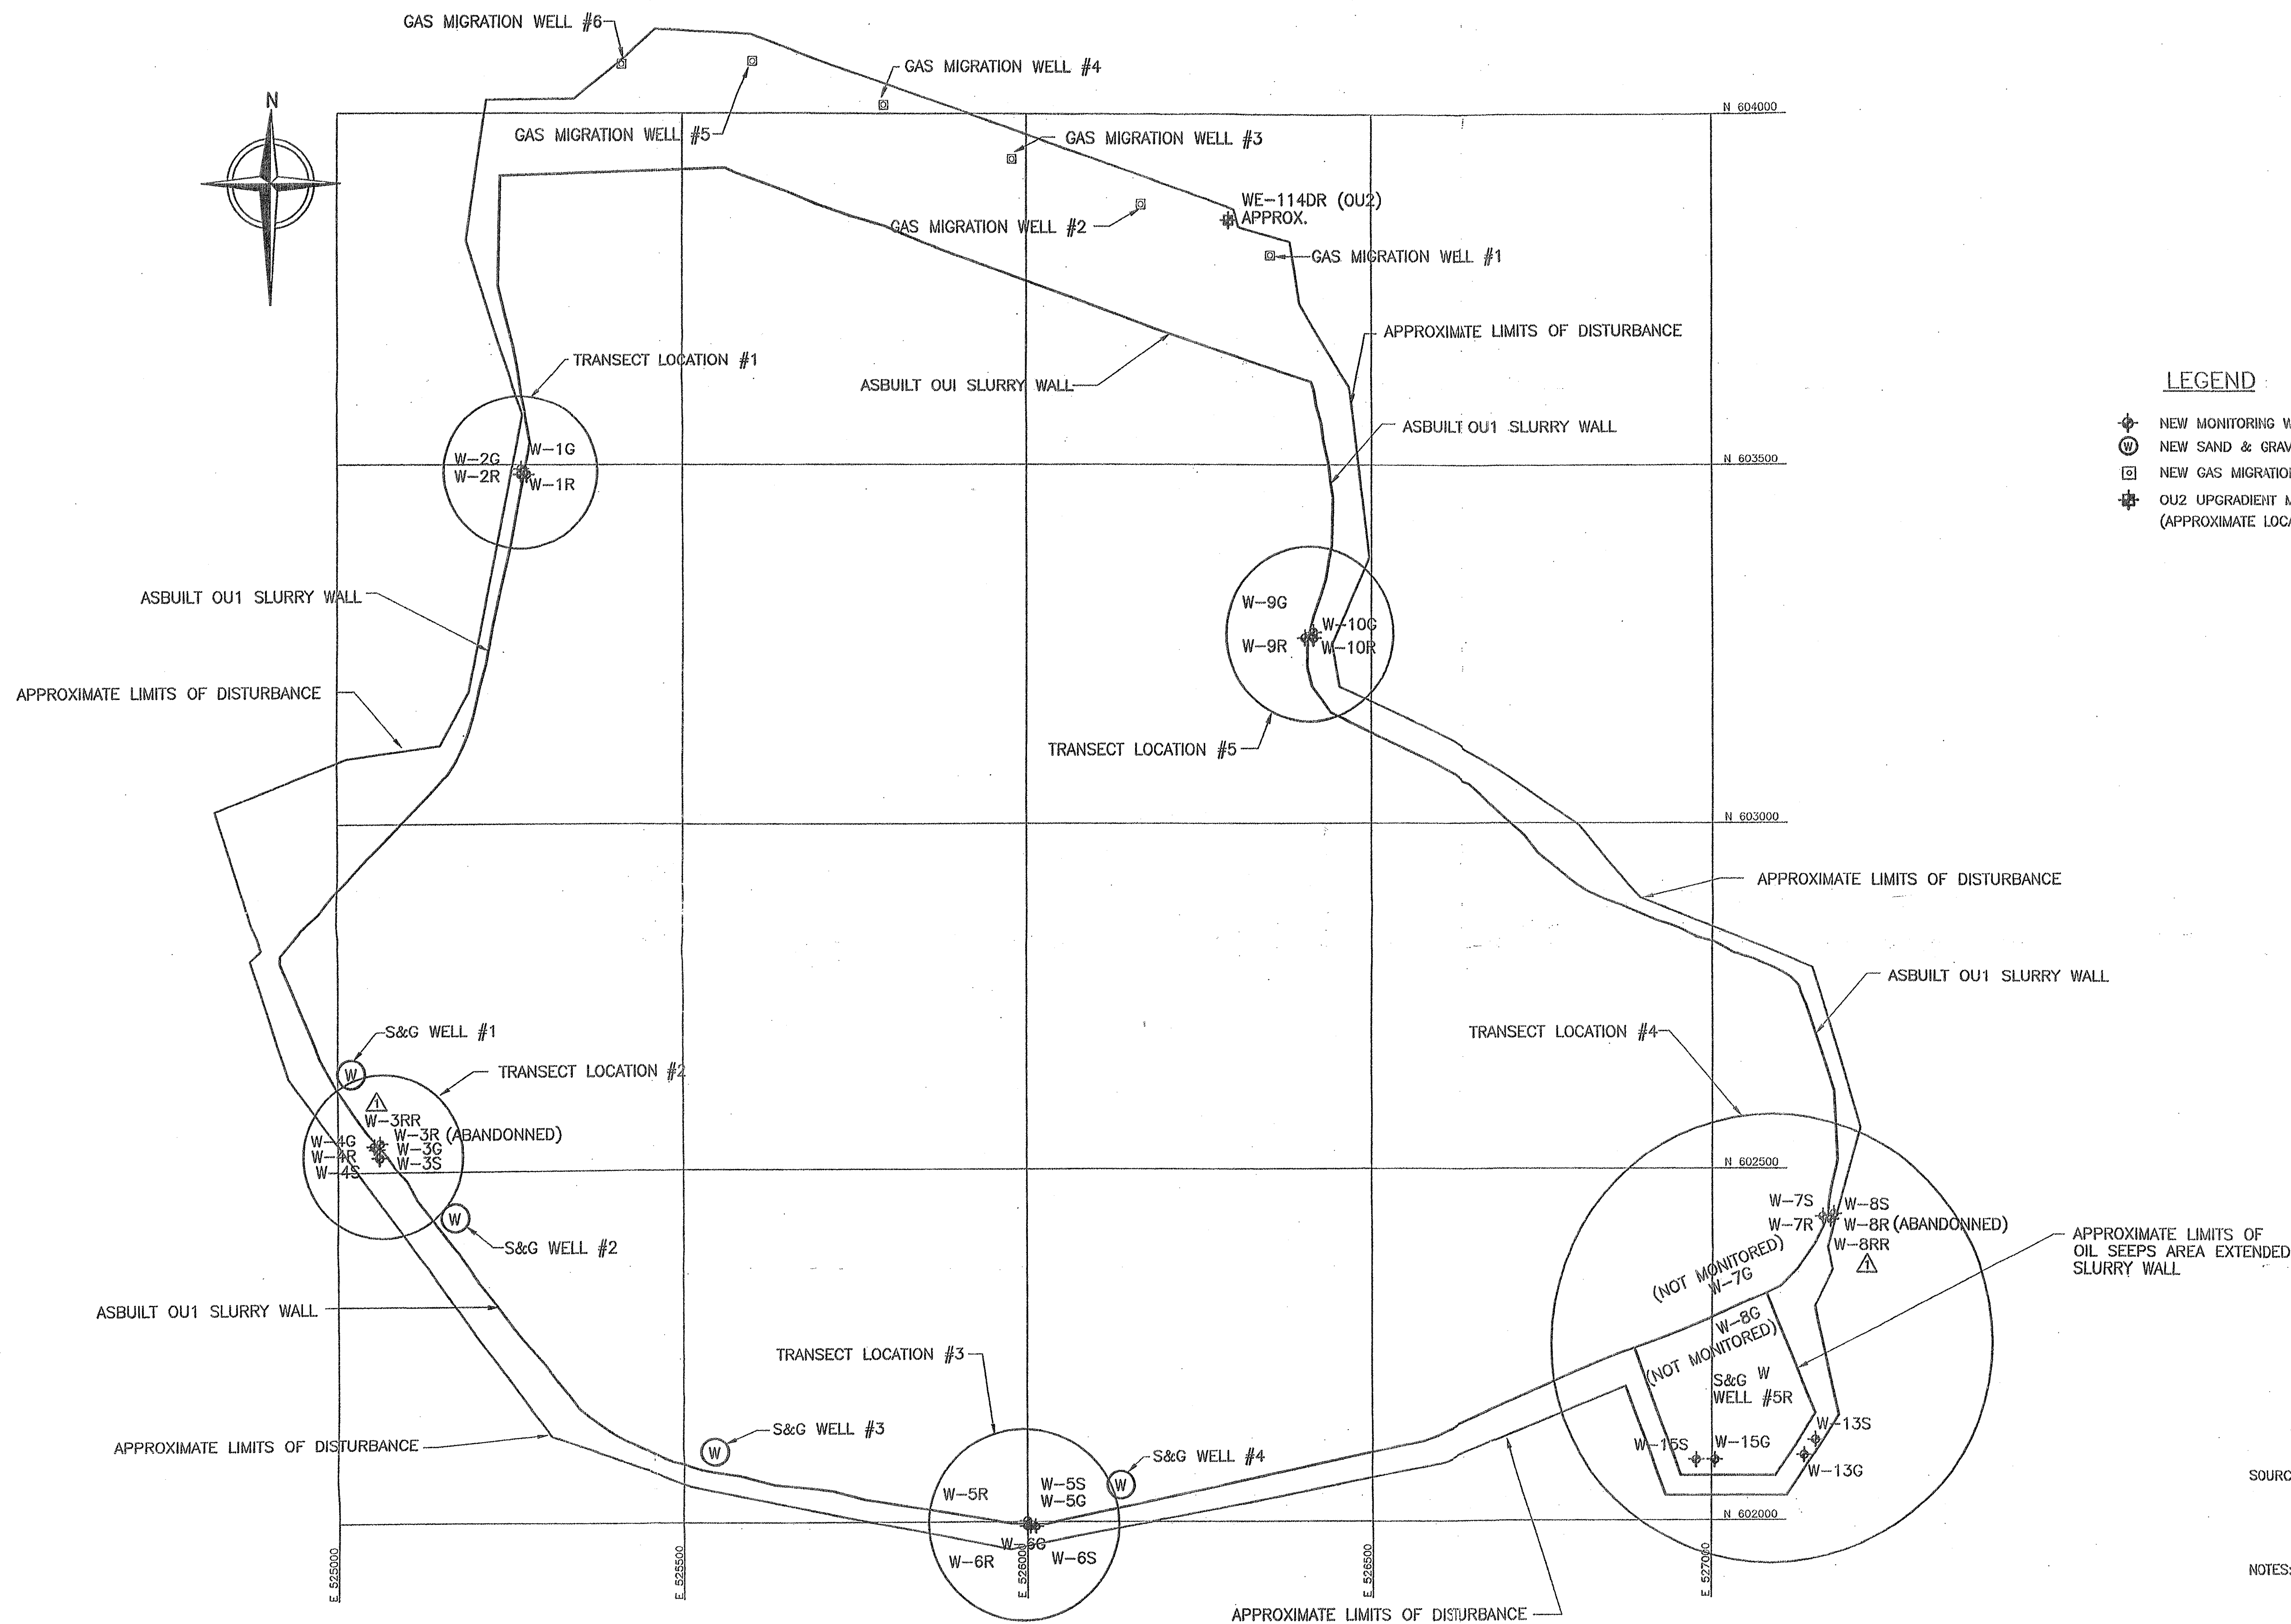 GAS MIGRATION WELL #6
GAS MIGRATION WELL #4
N
N 604000
GAS MIGRATION WELL #5
GAS MIGRATION WELL #3
WE-114DR (OU2)
APPROX.
GAS MIGRATION WELL #2
GAS MIGRATION WELL #1
APPROXIMATE LIMITS OF DISTURBANCE
TRANSECT LOCATION #1
ASBUILT OUI SLURRY WALL
LEGEND
NEW MONITORING W
W NEW SAND & GRAV
NEW GAS MIGRATION
OU2 UPGRADIENT M
(APPROXIMATE LOCA
ASBUILT OU1 SLURRY WALL
W-1G
W-2G
N 603500
W-2R
W-1R
ASBUILT OU1 SLURRY WALL
W-9G
W-10G
W-9R
W-10R
APPROXIMATE LIMITS OF DISTURBANCE
TRANSECT LOCATION #5
N 603000
APPROXIMATE LIMITS OF DISTURBANCE
ASBUILT OU1 SLURRY WALL
S&G WELL #1
TRANSECT LOCATION #4
W
TRANSECT LOCATION #2
1
W-3RR
W-3R (ABANDONNED)
W-4G
W-3G
W-4R
W-3S
W-4S
N 602500
W
S&G WELL #2
W-7S
W-8S
W-7R
W-8R (ABANDONNED)
W-8RR
1
APPROXIMATE LIMITS OF
OIL SEEPS AREA EXTENDED
SLURRY WALL
(NOT MONITORED)
W-7G
ASBUILT OU1 SLURRY WALL
W-8G
(NOT MONITORED)
TRANSECT LOCATION #3
S&G W
WELL #5R
S&G WELL #3
W
APPROXIMATE LIMITS OF DISTURBANCE
W-13S
W-15S
W-15G
S&G WELL #4
W
W-13G
SOURC
W-5R
W-5S
W-5G
N 602000
W-6G
W-6R
W-6S
E 525000
E 525500
E 526000
E 526500
E 527000
NOTES:
APPROXIMATE LIMITS OF DISTURBANCE